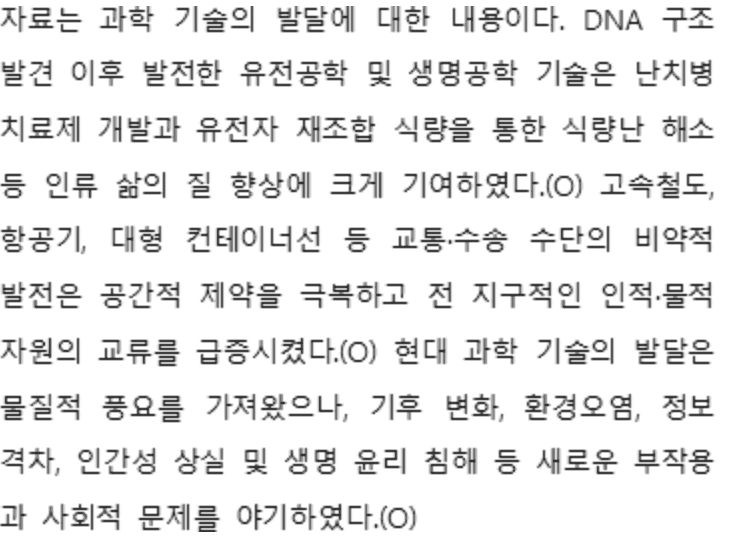 자료는 과학 기술의 발달에 대한 내용이다. DNA 구조
발견 이후 발전한 유전공학 및 생명공학 기술은 난치병
치료제 개발과 유전자 재조합 식량을 통한 식량난 해소
등 인류 삶의 질 향상에 크게 기여하였다.(O) 고속철도,
항공기, 대형 컨테이너선 등 교통·수송 수단의 비약적
발전은 공간적 제약을 극복하고 전 지구적인 인적·물적
자원의 교류를 급증시켰다.(O) 현대 과학 기술의 발달은
물질적 풍요를 가져왔으나, 기후 변화, 환경오염, 정보
격차, 인간성 상실 및 생명 윤리 침해 등 새로운 부작용
과 사회적 문제를 야기하였다.(O)